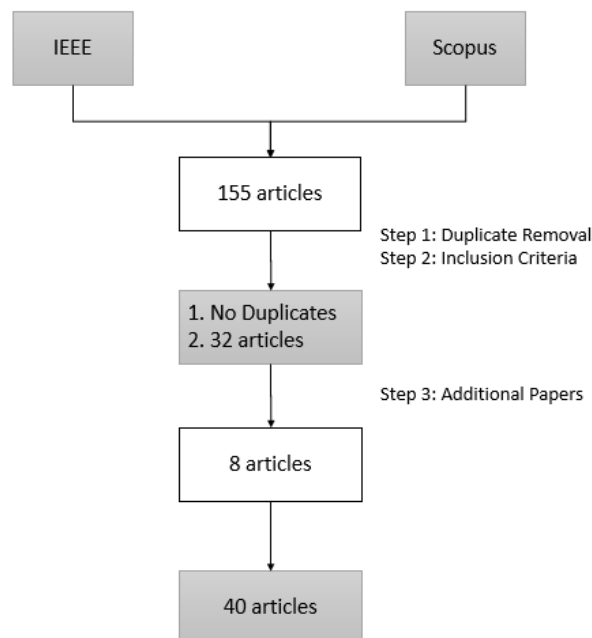 IEEE
Scopus
155 articles
Step 1: Duplicate Removal
Step 2: Inclusion Criteria
1. No Duplicates
2. 32 articles
Step 3: Additional Papers
8 articles
40 articles